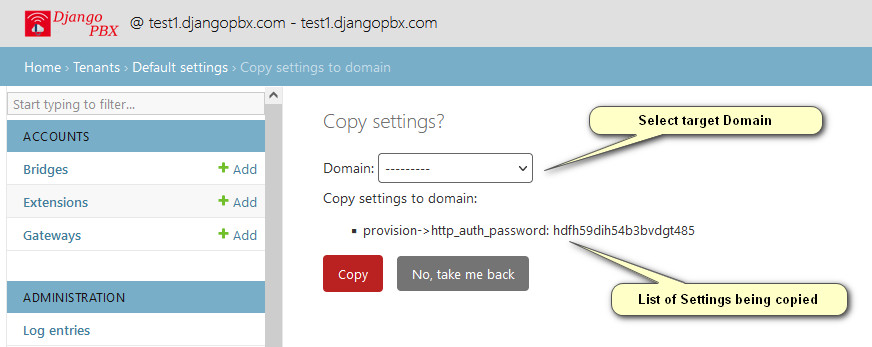 Django
PBX
@ test1.djangopbx.com - test1.djangopbx.com
Home › Tenants › Default settings › Copy settings to domain
Start typing to filter...
ACCOUNTS
Bridges + Add
Extensions + Add
Gateways + Add
ADMINISTRATION
Log entries
Copy settings?
Select target Domain
Domain: ---------
Copy settings to domain:
▪ provision->http_auth_password: hdfh59dih54b3bvdgt485
Copy No, take me back
List of Settings being copied